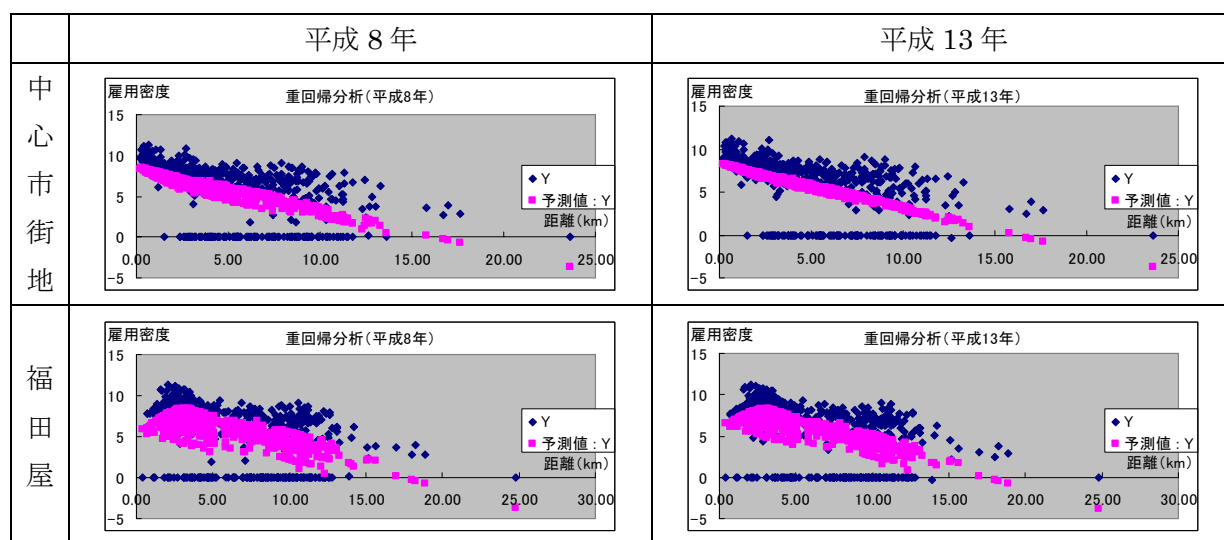 平成 8 年
平成 13 年
中心市街地
雇用密度
重回帰分析(平成8年)
15
10
5
0
-5
0.00
5.00
10.00
15.00
20.00
25.00
Y
予測値:Y
距離(km)
雇用密度
重回帰分析(平成13年)
15
10
5
0
-5
0.00
5.00
10.00
15.00
20.00
25.00
Y
予測値:Y
距離(km)
福田屋
雇用密度
重回帰分析(平成8年)
15
10
5
0
-5
0.00
5.00
10.00
15.00
20.00
25.00
30.00
Y
予測値:Y
距離(km)
雇用密度
重回帰分析(平成13年)
15
10
5
0
-5
0.00
5.00
10.00
15.00
20.00
25.00
30.00
Y
予測値:Y
距離(km)